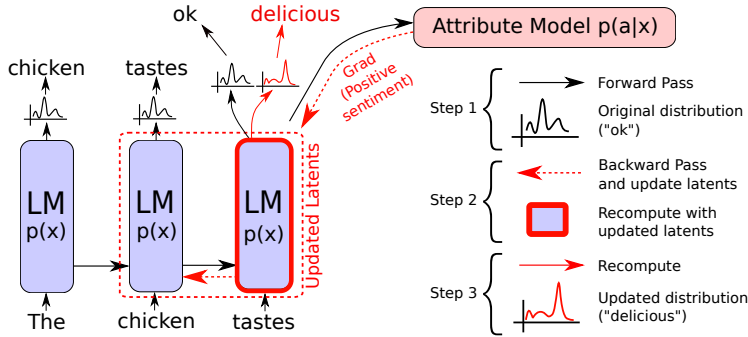 ok
delicious
Attribute Model p(a|x)
Grad
(Positive
sentiment)
chicken
tastes
LM
p(x)
LM
p(x)
LM
p(x)
Updated Latents
The
chicken
tastes
Step 1
Forward Pass
Original distribution
("ok")
Step 2
Backward Pass
and update latents
Recompute with
updated latents
Step 3
Recompute
Updated distribution
("delicious")